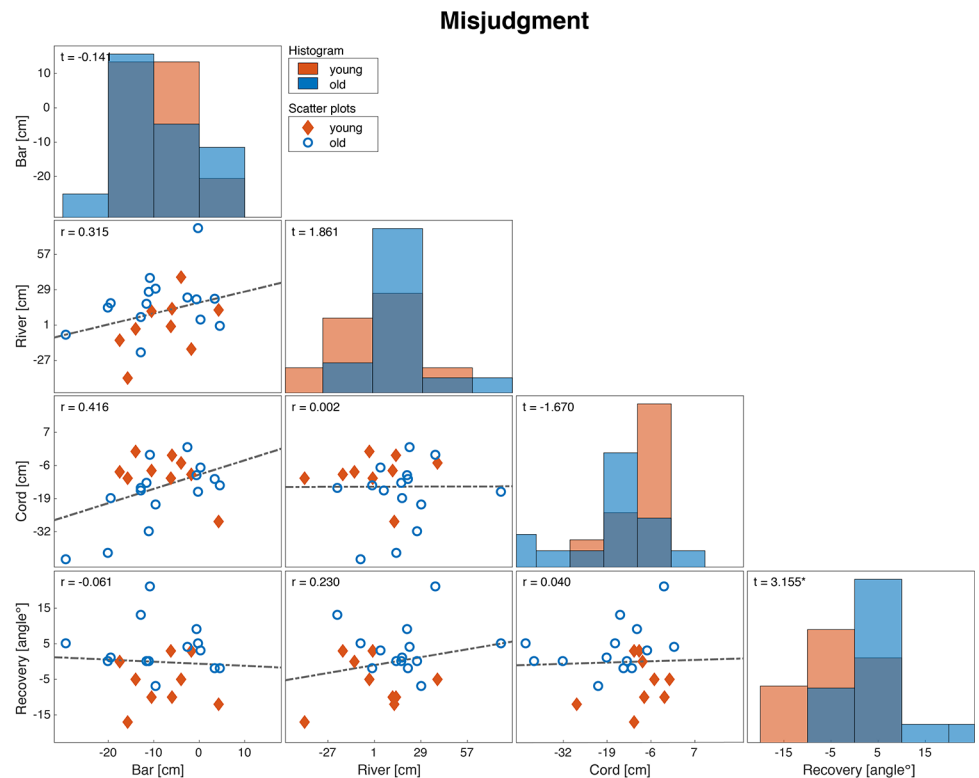 Misjudgment
t = -0.141
Histogram
young
old
Scatter plots
young
old
Bar [cm]
10
0
-10
-20
r = 0.315
t = 1.861
River [cm]
57
29
1
-27
r = 0.416
r = 0.002
t = -1.670
Cord [cm]
7
-6
-19
-32
r = -0.061
r = 0.230
r = 0.040
t = 3.155*
Recovery [angle°]
15
5
-5
-15
-20 -10 0 10
-27 1 29 57
-32 -19 -6 7
-15 -5 5 15
Bar [cm]
River [cm]
Cord [cm]
Recovery [angle°]